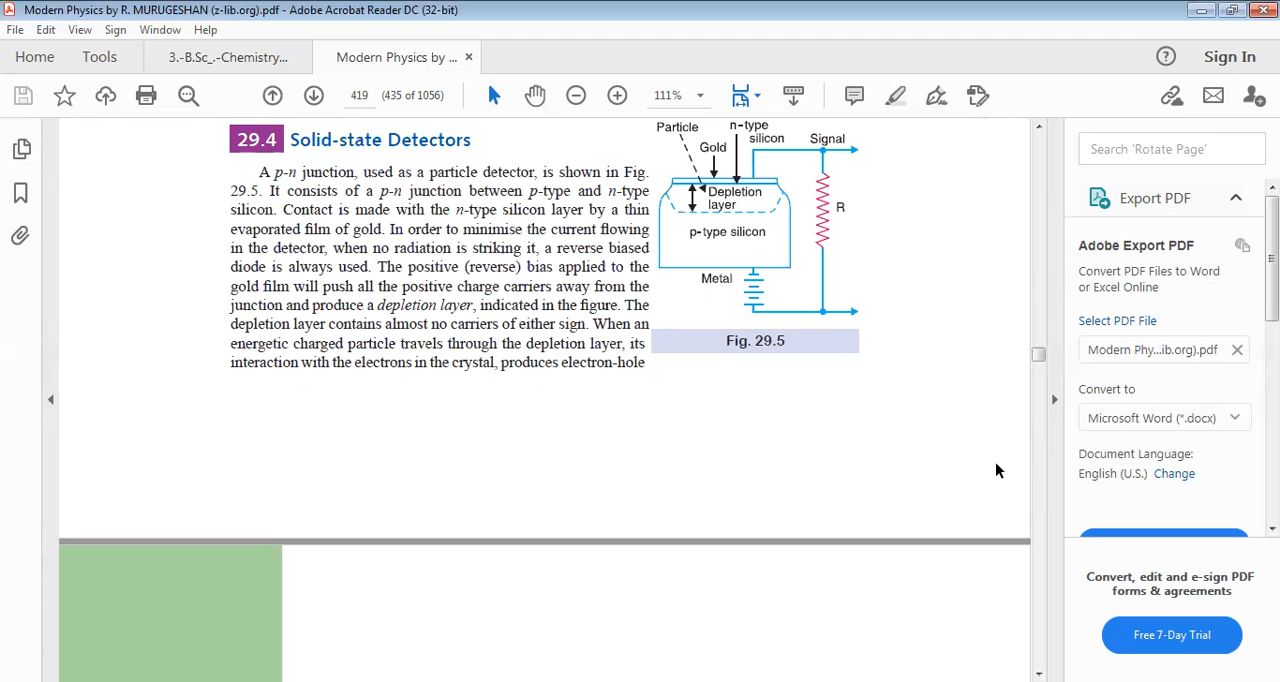 Modern Physics by R. MURUGESHAN (z-lib.org).pdf - Adobe Acrobat Reader DC (32-bit)
File Edit View Sign Window Help
Home Tools 3.-B.Sc_.-Chemistry... Modern Physics by ... × ? Sign In
419 (435 of 1056) 111%
29.4 Solid-state Detectors
A p-n junction, used as a particle detector, is shown in Fig.
29.5. It consists of a p-n junction between p-type and n-type
silicon. Contact is made with the n-type silicon layer by a thin
evaporated film of gold. In order to minimise the current flowing
in the detector, when no radiation is striking it, a reverse biased
diode is always used. The positive (reverse) bias applied to the
gold film will push all the positive charge carriers away from the
junction and produce a depletion layer, indicated in the figure. The
depletion layer contains almost no carriers of either sign. When an
energetic charged particle travels through the depletion layer, its
interaction with the electrons in the crystal, produces electron-hole
Particle
Gold
n-type
silicon
Signal
Depletion
layer
R
p-type silicon
Metal
Fig. 29.5
Search 'Rotate Page'
Export PDF
Adobe Export PDF
Convert PDF Files to Word
or Excel Online
Select PDF File
Modern Phy...ib.org).pdf
Convert to
Microsoft Word (*.docx)
Document Language:
English (U.S.) Change
Convert, edit and e-sign PDF
forms & agreements
Free 7-Day Trial